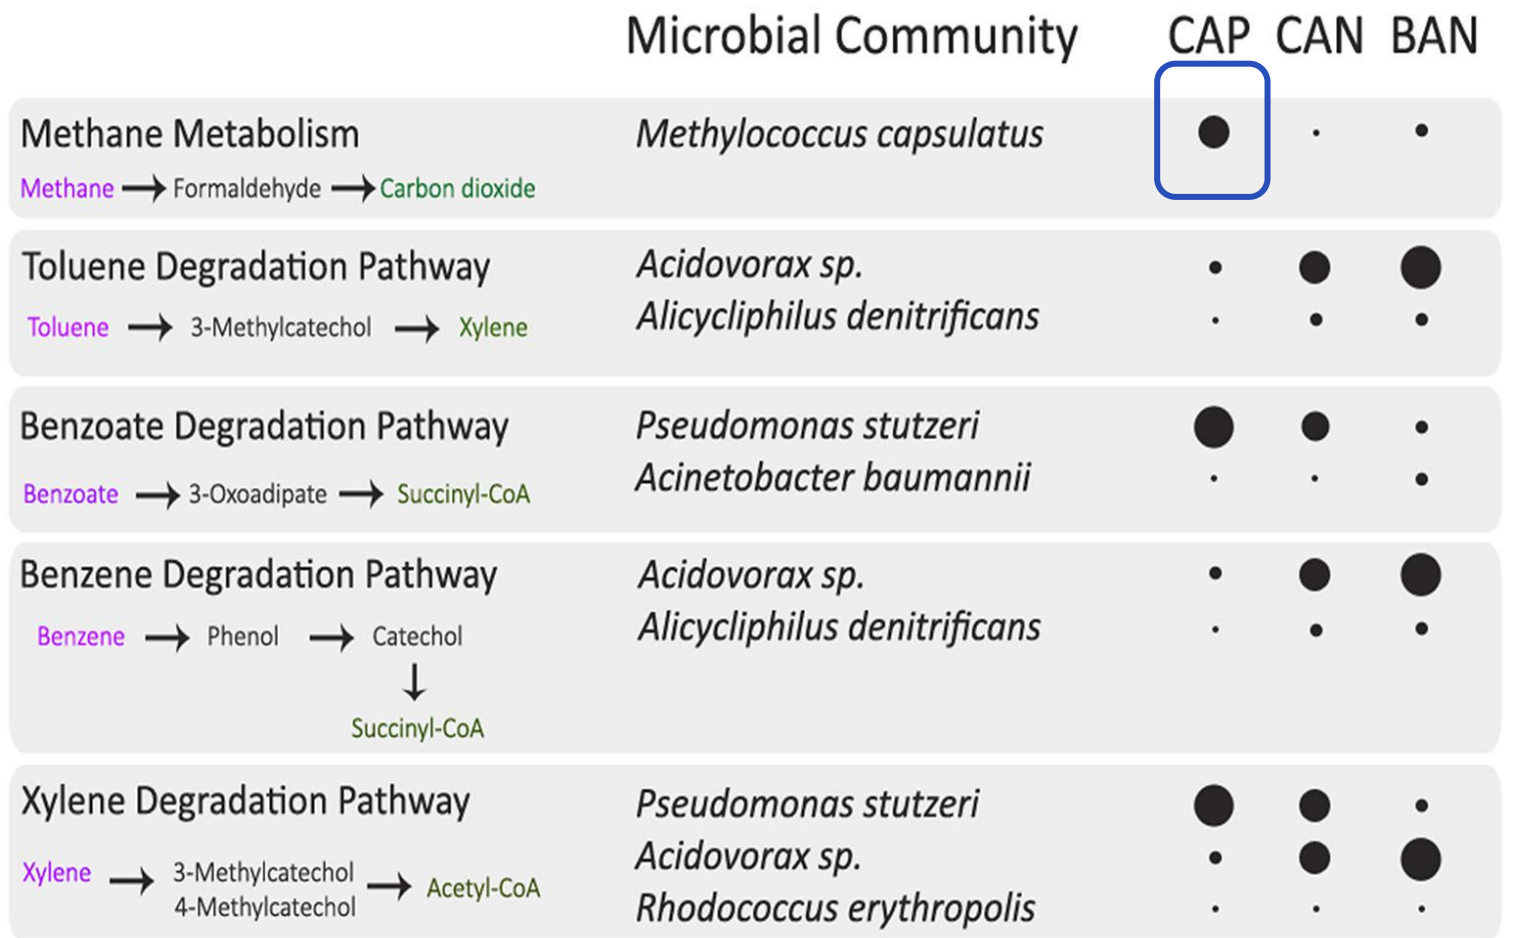 Microbial Community CAP CAN BAN
Methane Metabolism Methylococcus capsulatus
Methane Formaldehyde Carbon dioxide
Toluene Degradation Pathway Acidovorax sp.
Alicycliphilus denitrificans
Toluene 3-Methylcatechol Xylene
Benzoate Degradation Pathway Pseudomonas stutzeri
Acinetobacter baumannii
Benzoate 3-Oxoadipate Succinyl-CoA
Benzene Degradation Pathway Acidovorax sp.
Alicycliphilus denitrificans
Benzene Phenol Catechol
Succinyl-CoA
Xylene Degradation Pathway Pseudomonas stutzeri
Acidovorax sp.
Xylene 3-Methylcatechol
4-Methylcatechol Acetyl-CoA
Rhodococcus erythropolis